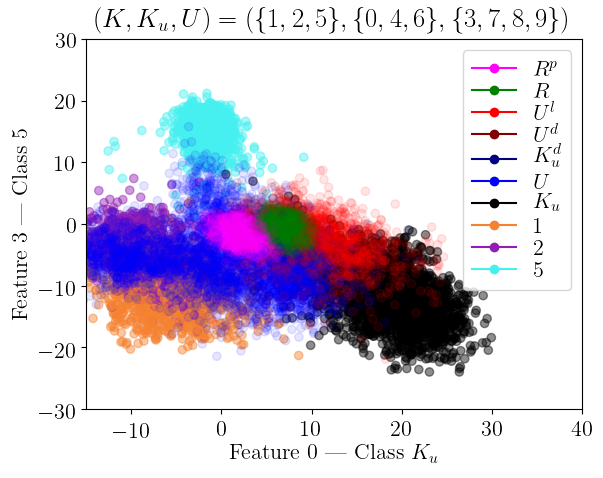 (K, K_u, U) = ({1, 2, 5}, {0, 4, 6}, {3, 7, 8, 9})
30
20
10
0
−10
−20
−30
Feature 3 — Class 5
−10
0
10
20
30
40
Feature 0 — Class K_u
R^p
R
U^l
U^d
K_u^d
U
K_u
1
2
5